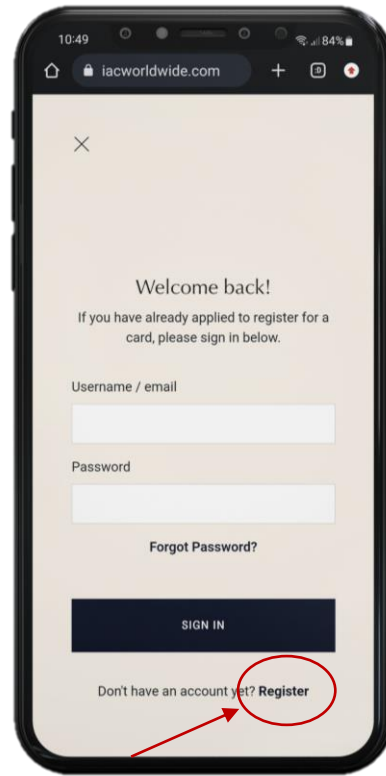 10:49
84%
iacworldwide.com
:D
Welcome back!
If you have already applied to register for a
card, please sign in below.
Username / email
Password
Forgot Password?
SIGN IN
Don't have an account yet? Register